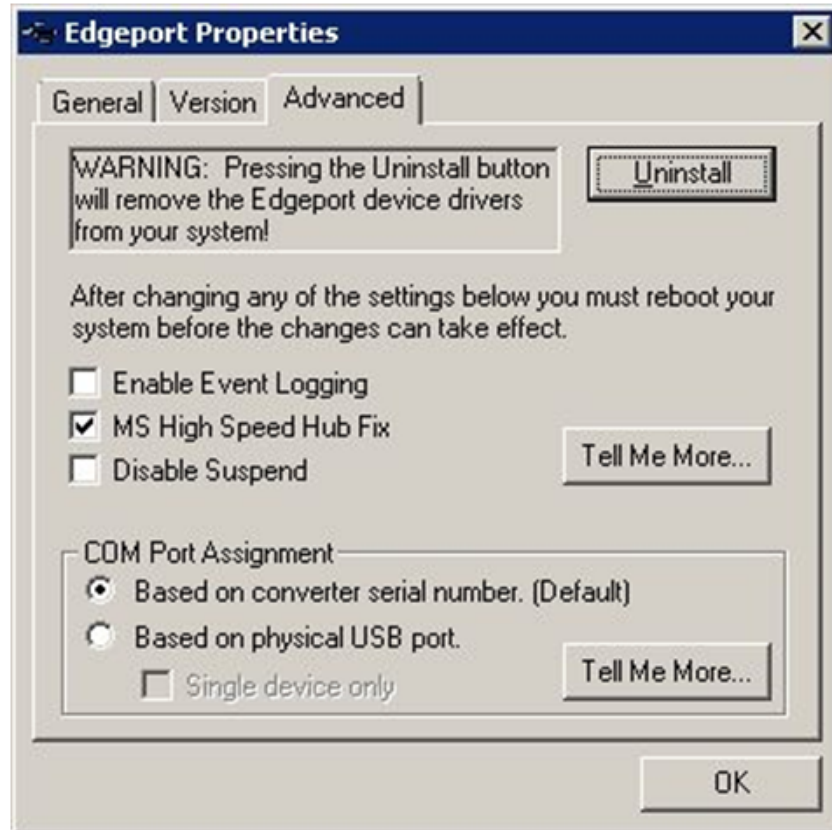 Edgeport Properties
General
Version
Advanced
WARNING: Pressing the Uninstall button
will remove the Edgeport device drivers
from your system!
Uninstall
After changing any of the settings below you must reboot your
system before the changes can take effect.
Enable Event Logging
MS High Speed Hub Fix
Disable Suspend
Tell Me More...
COM Port Assignment
Based on converter serial number. (Default)
Based on physical USB port.
Single device only
Tell Me More...
OK